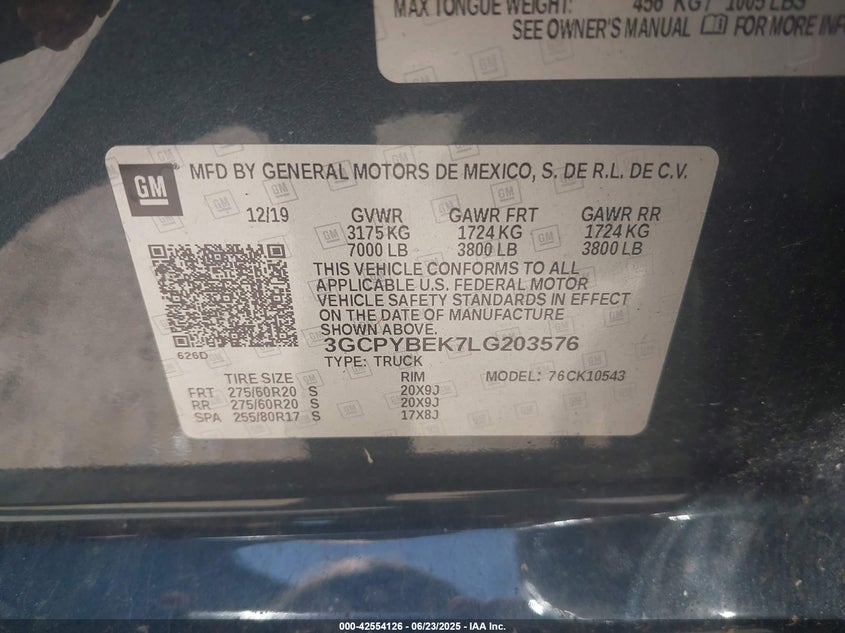 MAX TONGUE WEIGHT: 456 KG / 1005 LBS
SEE OWNER'S MANUAL FOR MORE INF
GM ® MFD BY GENERAL MOTORS DE MEXICO, S. DE R.L. DE C.V.
12/19 GVWR GAWR FRT GAWR RR
3175 KG 1724 KG 1724 KG
7000 LB 3800 LB 3800 LB
THIS VEHICLE CONFORMS TO ALL
APPLICABLE U.S. FEDERAL MOTOR
VEHICLE SAFETY STANDARDS IN EFFECT
ON THE DATE OF MANUFACTURE
SHOWN ABOVE.
626D 3GCPYBEK7LG203576
TYPE: TRUCK
TIRE SIZE RIM MODEL: 76CK10543
FRT 275/60R20 S 20X9J
RR 275/60R20 S 20X9J
SPA 255/80R17 S 17X8J
000-42554126 - 06/23/2025 - IAA Inc.